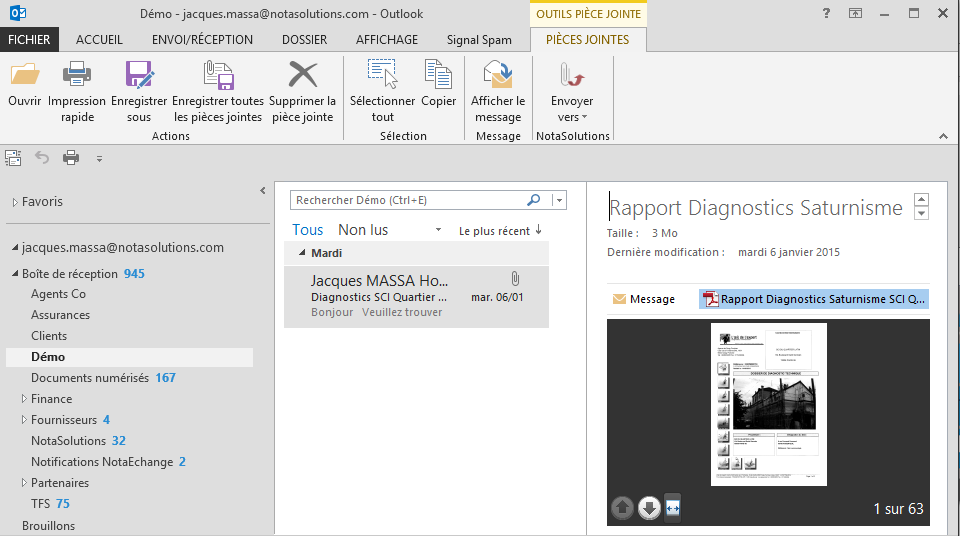 Démo - jacques.massa@notasolutions.com - Outlook
OUTILS PIÈCE JOINTE
?
FICHIER ACCUEIL ENVOI/RÉCEPTION DOSSIER AFFICHAGE Signal Spam PIÈCES JOINTES
Ouvrir
Impression rapide
Enregistrer sous
Enregistrer toutes les pièces jointes
Supprimer la pièce jointe
Sélectionner tout
Copier
Afficher le message
Envoyer vers
Actions
Sélection
Message
NotaSolutions
Favoris
jacques.massa@notasolutions.com
Boîte de réception 945
Agents Co
Assurances
Clients
Démo
Documents numérisés 167
Finance
Fournisseurs 4
NotaSolutions 32
Notifications NotaEchange 2
Partenaires
TFS 75
Brouillons
Rechercher Démo (Ctrl+E)
Tous Non lus Le plus récent
Mardi
Jacques MASSA Ho...
Diagnostics SCI Quartier ... mar. 06/01
Bonjour Veuillez trouver
Rapport Diagnostics Saturnisme
Taille : 3 Mo
Dernière modification : mardi 6 janvier 2015
Message
Rapport Diagnostics Saturnisme SCI Q...
DOSSIER DE DIAGNOSTIC TECHNIQUE
1 sur 63